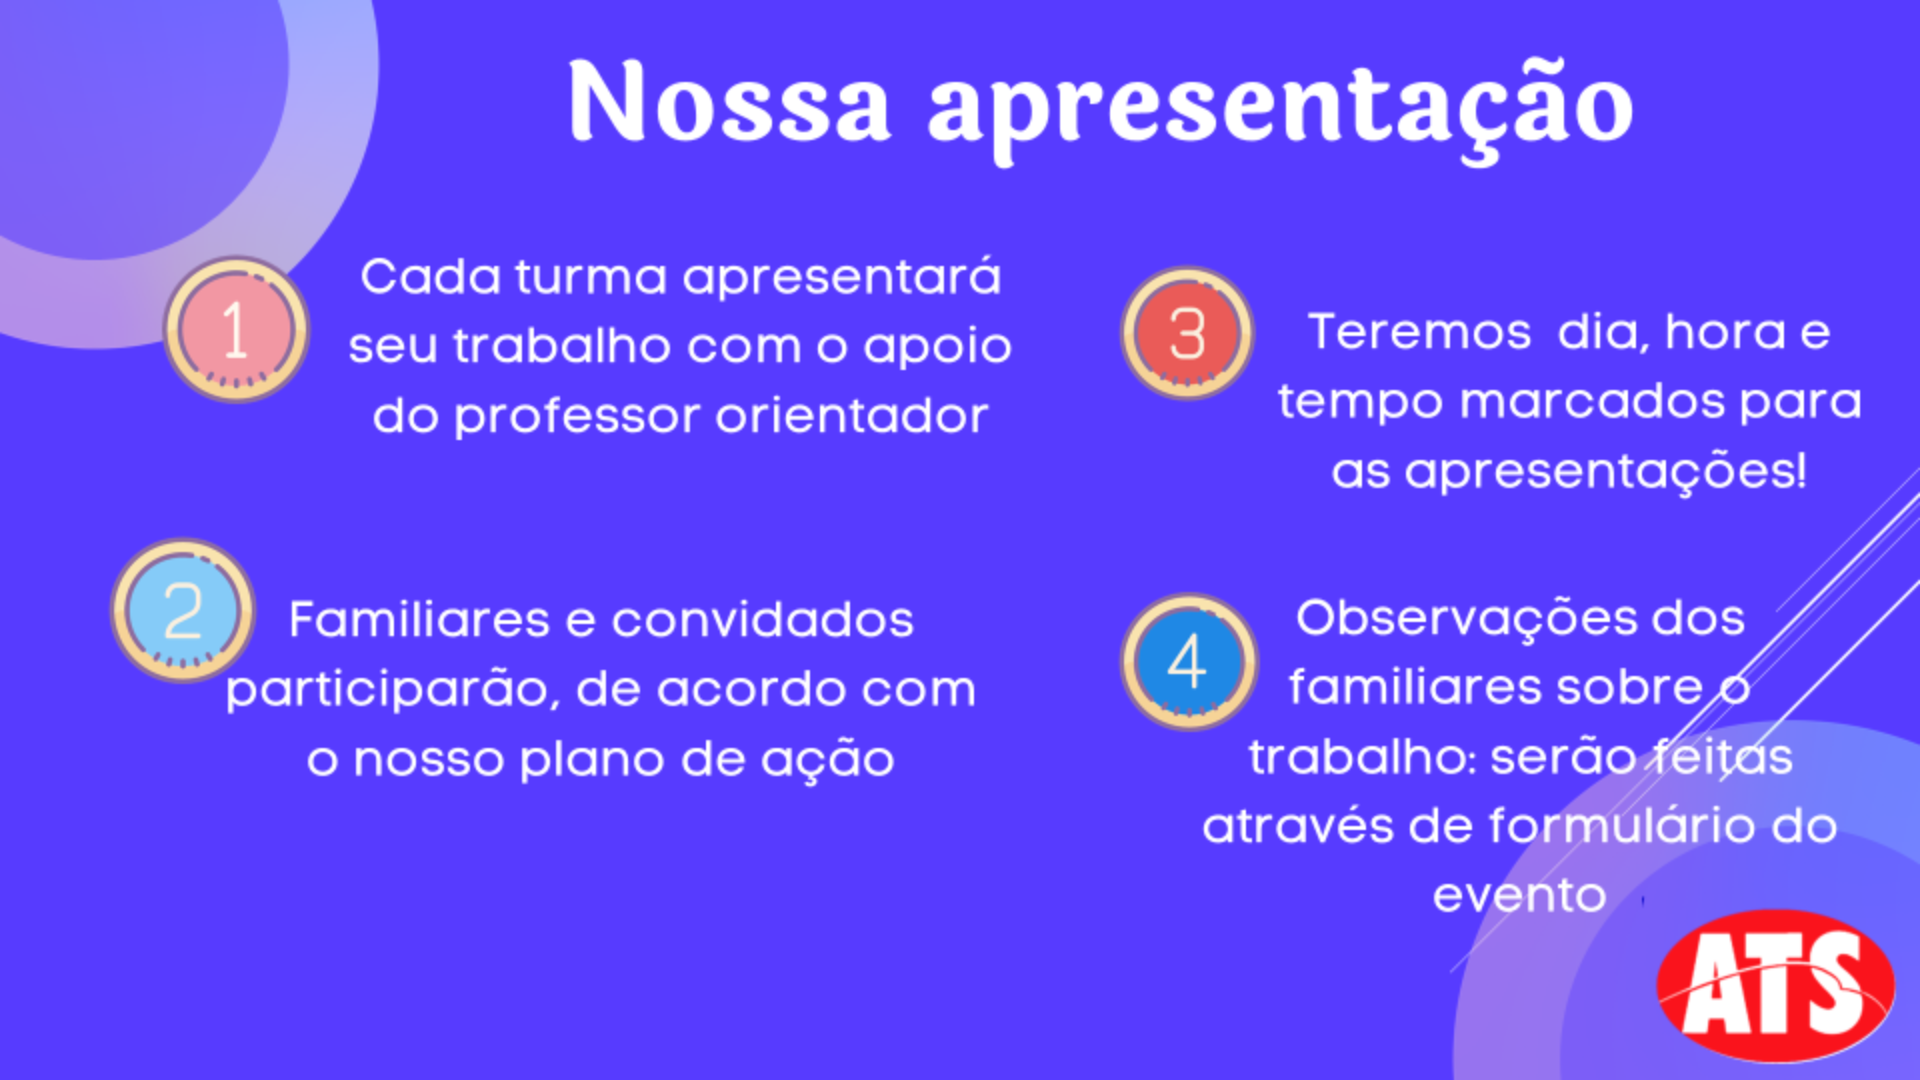 Nossa apresentação
1
Cada turma apresentará
seu trabalho com o apoio
do professor orientador
2
Familiares e convidados
participarão, de acordo com
o nosso plano de ação
3
Teremos  dia, hora e
tempo marcados para
as apresentações!
4
Observações dos
familiares sobre o
trabalho: serão feitas
através de formulário do
evento
ATS